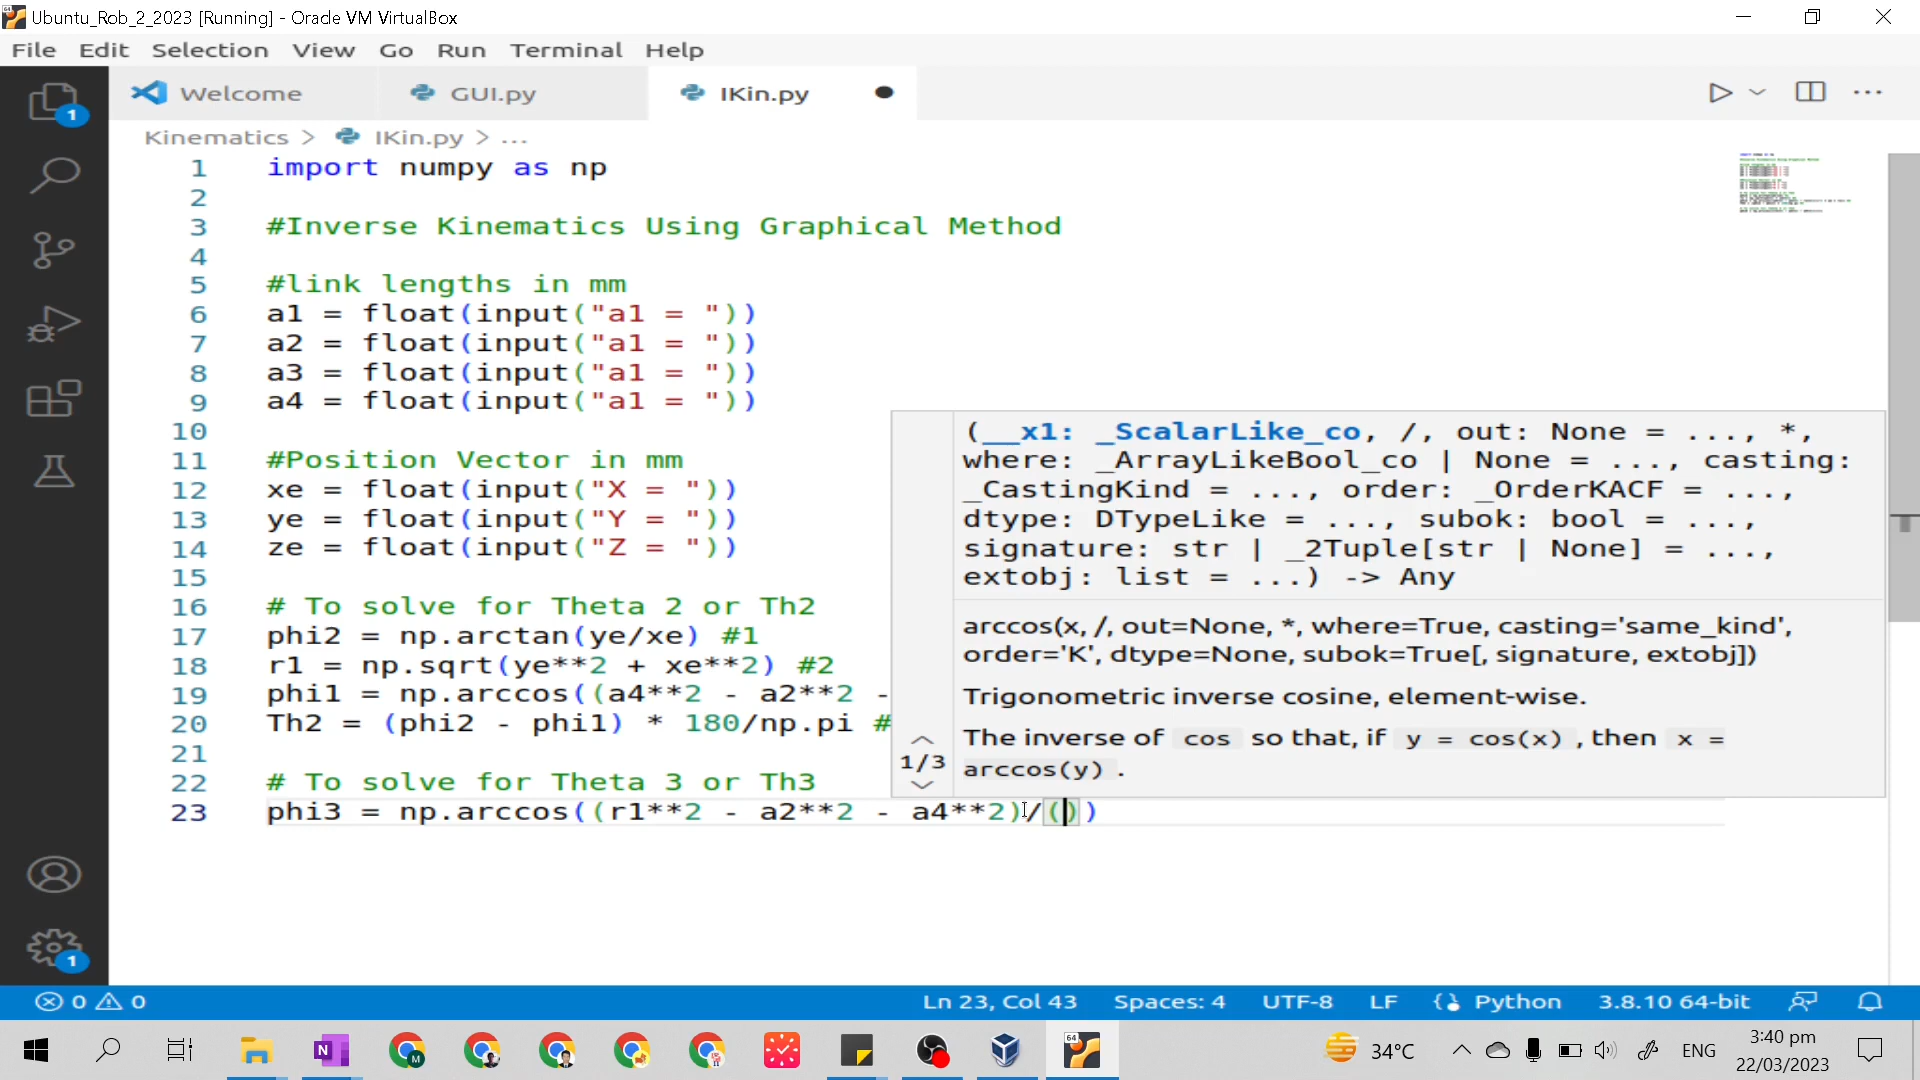 Ubuntu_Rob_2_2023 [Running] - Oracle VM VirtualBox
File Edit Selection View Go Run Terminal Help
Welcome GUI.py IKin.py
Kinematics > IKin.py > ...
1 import numpy as np
2
3 #Inverse Kinematics Using Graphical Method
4
5 #link lengths in mm
6 a1 = float(input("a1 = "))
7 a2 = float(input("a1 = "))
8 a3 = float(input("a1 = "))
9 a4 = float(input("a1 = "))
10
11 #Position Vector in mm
12 xe = float(input("X = "))
13 ye = float(input("Y = "))
14 ze = float(input("Z = "))
15
16 # To solve for Theta 2 or Th2
17 phi2 = np.arctan(ye/xe) #1
18 r1 = np.sqrt(ye**2 + xe**2) #2
19 phi1 = np.arccos((a4**2 - a2**2 -
20 Th2 = (phi2 - phi1) * 180/np.pi #
21
22 # To solve for Theta 3 or Th3
23 phi3 = np.arccos((r1**2 - a2**2 - a4**2)/())
(__x1: _ScalarLike_co, /, out: None = ..., *,
where: _ArrayLikeBool_co | None = ..., casting:
_CastingKind = ..., order: _OrderKACF = ...,
dtype: DTypeLike = ..., subok: bool = ...,
signature: str | _2Tuple[str | None] = ...,
extobj: list = ...) -> Any
arccos(x, /, out=None, *, where=True, casting='same_kind',
order='K', dtype=None, subok=True[, signature, extobj])
Trigonometric inverse cosine, element-wise.
The inverse of cos so that, if y = cos(x) , then x =
arccos(y) .
1/3
1
1
0 0 Ln 23, Col 43 Spaces: 4 UTF-8 LF Python 3.8.10 64-bit
34°C ENG 3:40 pm
22/03/2023